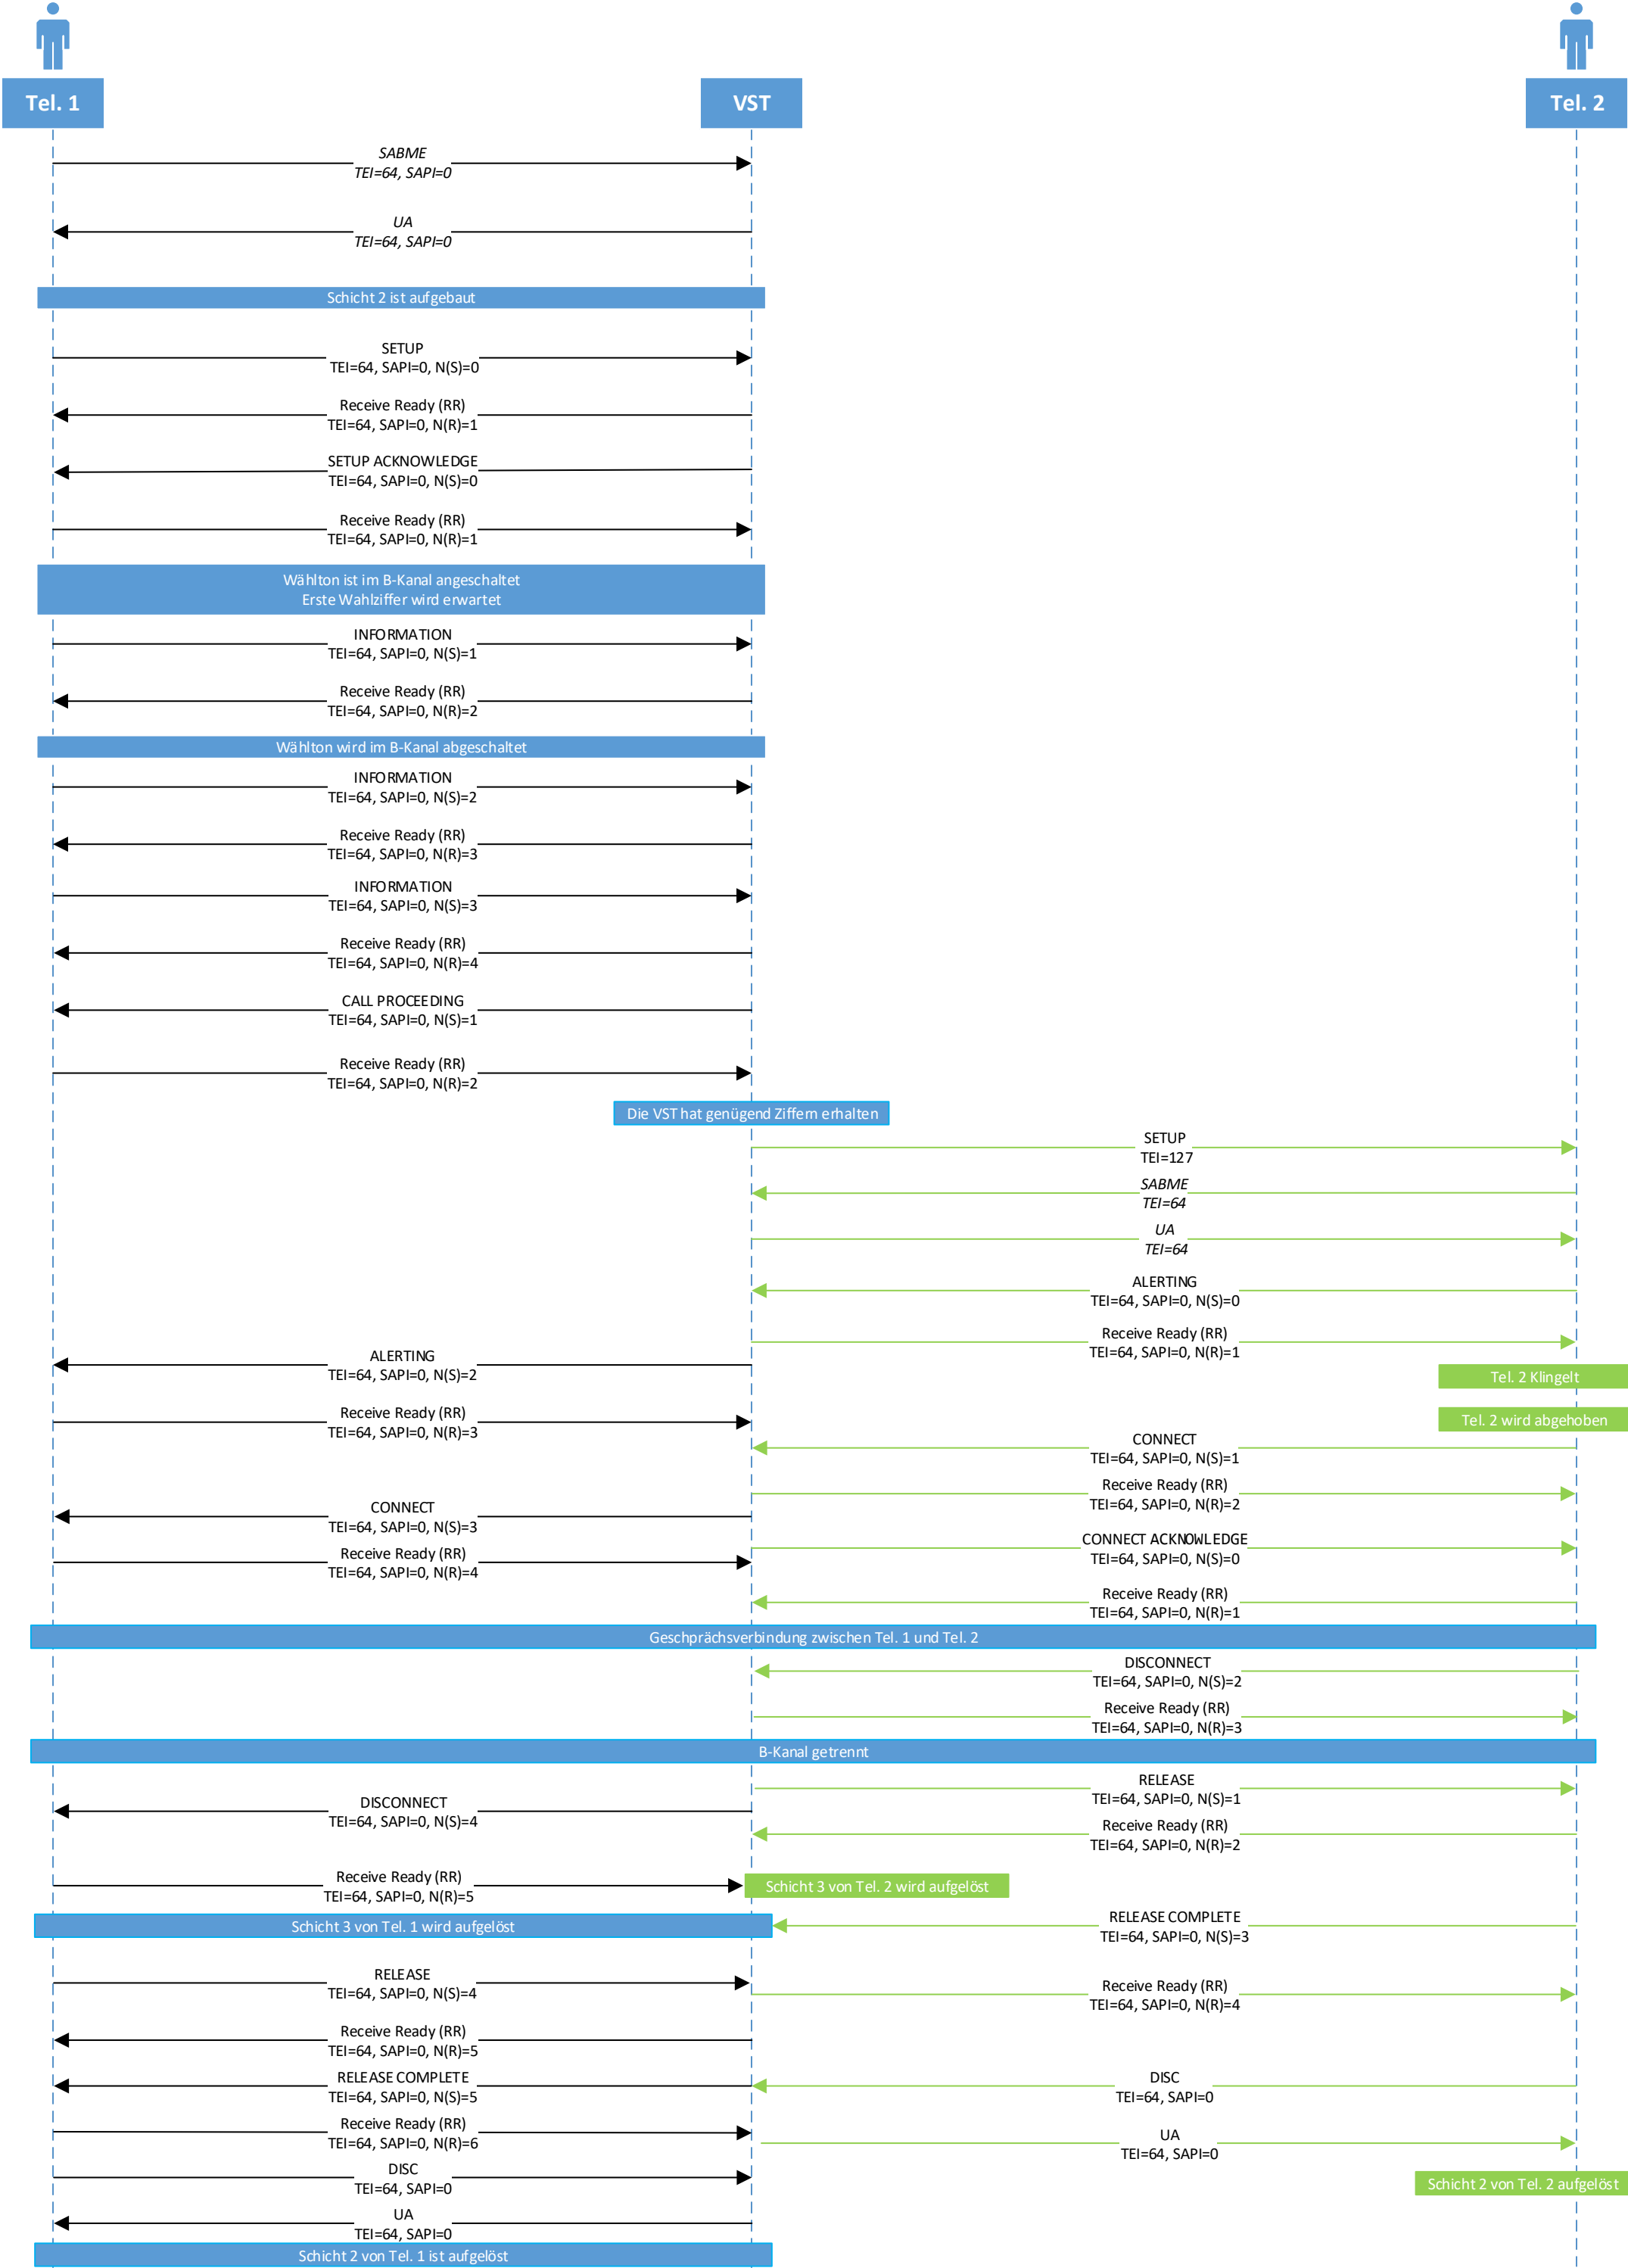 Tel. 1
VST
Tel. 2
SABME
TEI=64, SAPI=0
UA
TEI=64, SAPI=0
Schicht 2 ist aufgebaut
SETUP
TEI=64, SAPI=0, N(S)=0
Receive Ready (RR)
TEI=64, SAPI=0, N(R)=1
SETUP ACKNOWLEDGE
TEI=64, SAPI=0, N(S)=0
Receive Ready (RR)
TEI=64, SAPI=0, N(R)=1
Wählton ist im B-Kanal angeschaltet
Erste Wahlziffer wird erwartet
INFORMATION
TEI=64, SAPI=0, N(S)=1
Receive Ready (RR)
TEI=64, SAPI=0, N(R)=2
Wählton wird im B-Kanal abgeschaltet
INFORMATION
TEI=64, SAPI=0, N(S)=2
Receive Ready (RR)
TEI=64, SAPI=0, N(R)=3
INFORMATION
TEI=64, SAPI=0, N(S)=3
Receive Ready (RR)
TEI=64, SAPI=0, N(R)=4
CALL PROCEEDING
TEI=64, SAPI=0, N(S)=1
Receive Ready (RR)
TEI=64, SAPI=0, N(R)=2
Die VST hat genügend Ziffern erhalten
SETUP
TEI=127
SABME
TEI=64
UA
TEI=64
ALERTING
TEI=64, SAPI=0, N(S)=0
Receive Ready (RR)
TEI=64, SAPI=0, N(R)=1
ALERTING
TEI=64, SAPI=0, N(S)=2
Tel. 2 Klingelt
Receive Ready (RR)
TEI=64, SAPI=0, N(R)=3
Tel. 2 wird abgehoben
CONNECT
TEI=64, SAPI=0, N(S)=1
Receive Ready (RR)
TEI=64, SAPI=0, N(R)=2
CONNECT
TEI=64, SAPI=0, N(S)=3
CONNECT ACKNOWLEDGE
TEI=64, SAPI=0, N(S)=0
Receive Ready (RR)
TEI=64, SAPI=0, N(R)=4
Receive Ready (RR)
TEI=64, SAPI=0, N(R)=1
Geschprächsverbindung zwischen Tel. 1 und Tel. 2
DISCONNECT
TEI=64, SAPI=0, N(S)=2
Receive Ready (RR)
TEI=64, SAPI=0, N(R)=3
B-Kanal getrennt
RELEASE
TEI=64, SAPI=0, N(S)=1
DISCONNECT
TEI=64, SAPI=0, N(S)=4
Receive Ready (RR)
TEI=64, SAPI=0, N(R)=2
Receive Ready (RR)
TEI=64, SAPI=0, N(R)=5
Schicht 3 von Tel. 2 wird aufgelöst
Schicht 3 von Tel. 1 wird aufgelöst
RELEASE COMPLETE
TEI=64, SAPI=0, N(S)=3
RELEASE
TEI=64, SAPI=0, N(S)=4
Receive Ready (RR)
TEI=64, SAPI=0, N(R)=4
Receive Ready (RR)
TEI=64, SAPI=0, N(R)=5
RELEASE COMPLETE
TEI=64, SAPI=0, N(S)=5
DISC
TEI=64, SAPI=0
Receive Ready (RR)
TEI=64, SAPI=0, N(R)=6
UA
TEI=64, SAPI=0
DISC
TEI=64, SAPI=0
Schicht 2 von Tel. 2 aufgelöst
UA
TEI=64, SAPI=0
Schicht 2 von Tel. 1 ist aufgelöst